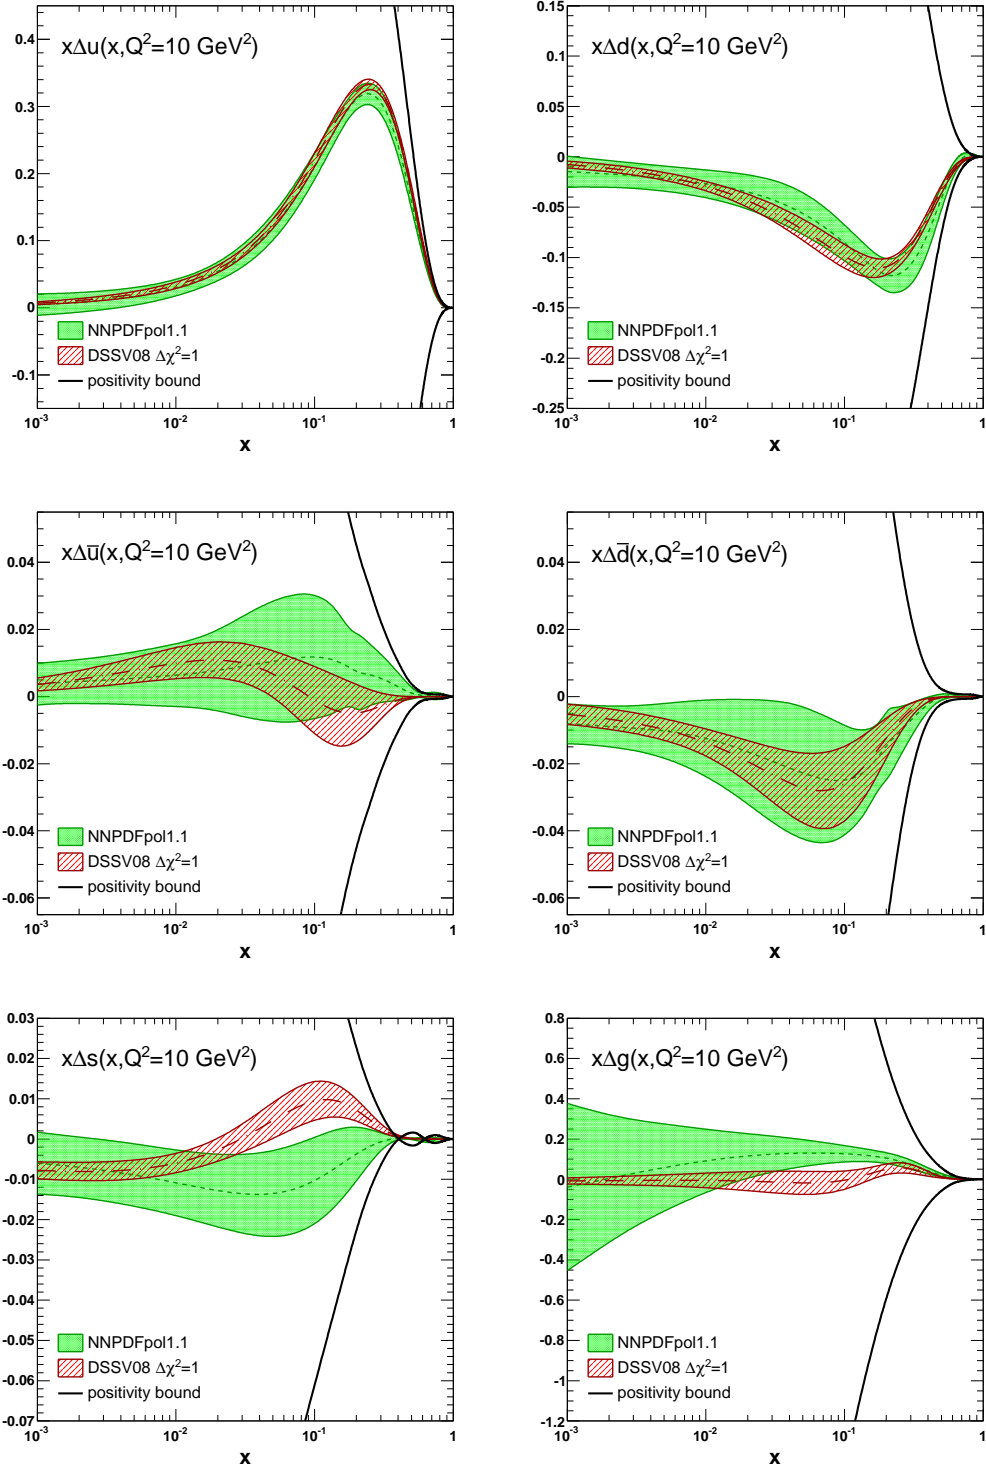 xΔu(x,Q²=10 GeV²)
0.4
0.3
0.2
0.1
0
-0.1
NNPDFpol1.1
DSSV08 Δχ²=1
positivity bound
10⁻³ 10⁻² 10⁻¹ 1
x
xΔd(x,Q²=10 GeV²)
0.15
0.1
0.05
0
-0.05
-0.1
-0.15
-0.2
-0.25
NNPDFpol1.1
DSSV08 Δχ²=1
positivity bound
10⁻³ 10⁻² 10⁻¹ 1
x
xΔū(x,Q²=10 GeV²)
0.04
0.02
0
-0.02
-0.04
-0.06
NNPDFpol1.1
DSSV08 Δχ²=1
positivity bound
10⁻³ 10⁻² 10⁻¹ 1
x
xΔd̄(x,Q²=10 GeV²)
0.04
0.02
0
-0.02
-0.04
-0.06
NNPDFpol1.1
DSSV08 Δχ²=1
positivity bound
10⁻³ 10⁻² 10⁻¹ 1
x
xΔs(x,Q²=10 GeV²)
0.03
0.02
0.01
0
-0.01
-0.02
-0.03
-0.04
-0.05
-0.06
-0.07
NNPDFpol1.1
DSSV08 Δχ²=1
positivity bound
10⁻³ 10⁻² 10⁻¹ 1
x
xΔg(x,Q²=10 GeV²)
0.8
0.6
0.4
0.2
0
-0.2
-0.4
-0.6
-0.8
-1
-1.2
NNPDFpol1.1
DSSV08 Δχ²=1
positivity bound
10⁻³ 10⁻² 10⁻¹ 1
x